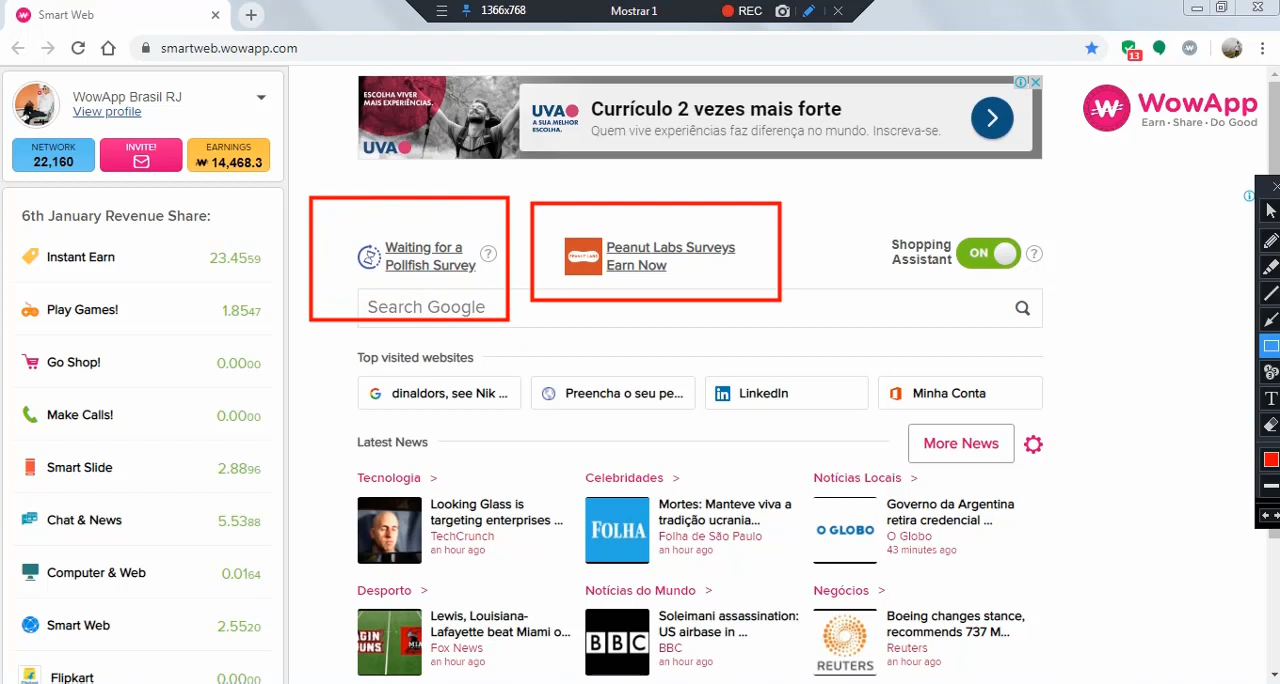 Smart Web
1366x768
Mostrar1
REC
smartweb.wowapp.com
13
WowApp Brasil RJ
View profile
NETWORK
22,160
INVITE!
EARNINGS
14,468.3
6th January Revenue Share:
Instant Earn 23.4559
Play Games! 1.8547
Go Shop! 0.0000
Make Calls! 0.0000
Smart Slide 2.8896
Chat & News 5.5388
Computer & Web 0.0164
Smart Web 2.5520
Flipkart 0.0000
ESCOLHA VIVER
MAIS EXPERIÊNCIAS.
UVA
UVA
A SUA MELHOR
ESCOLHA.
Currículo 2 vezes mais forte
Quem vive experiências faz diferença no mundo. Inscreva-se.
WowApp
Earn · Share · Do Good
Waiting for a
Pollfish Survey
?
PEANUT LABS
Peanut Labs Surveys
Earn Now
Shopping
Assistant
ON
?
Search Google
Top visited websites
dinaldors, see Nik ...
Preencha o seu pe...
LinkedIn
Minha Conta
Latest News
More News
Tecnologia >
Looking Glass is
targeting enterprises ...
TechCrunch
an hour ago
Celebridades >
FOLHA
Mortes: Manteve viva a
tradição ucrania...
Folha de São Paulo
an hour ago
Notícias Locais >
O GLOBO
Governo da Argentina
retira credencial ...
O Globo
43 minutes ago
Desporto >
Lewis, Louisiana-
Lafayette beat Miami o...
Fox News
an hour ago
Notícias do Mundo >
BBC
Soleimani assassination:
US airbase in ...
BBC
an hour ago
Negócios >
REUTERS
Boeing changes stance,
recommends 737 M...
Reuters
an hour ago